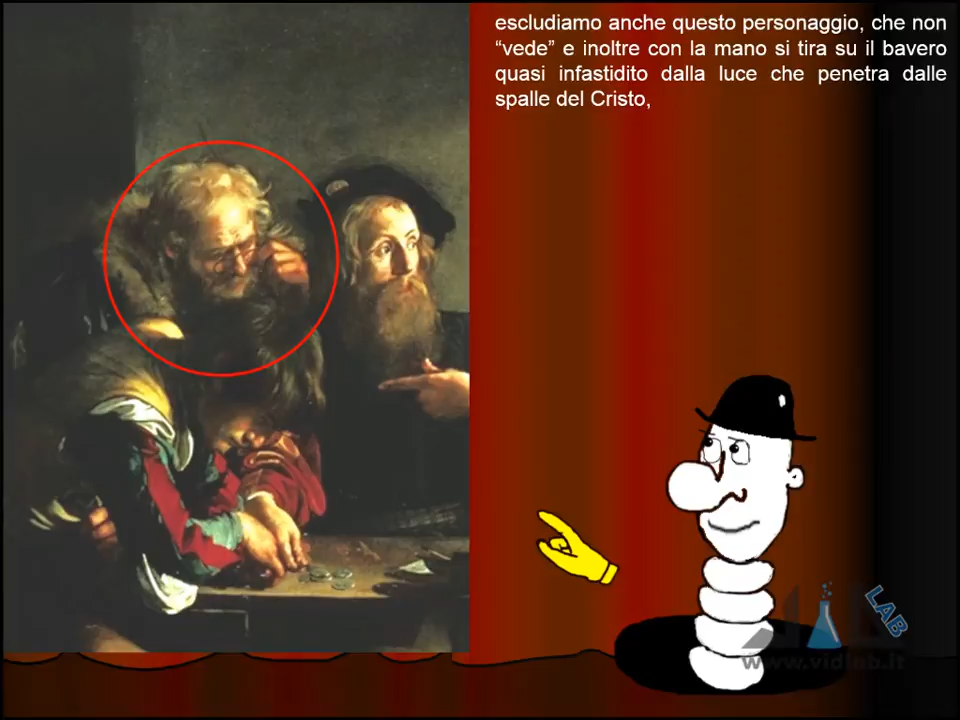 escludiamo anche questo personaggio, che non
“vede” e inoltre con la mano si tira su il bavero
quasi infastidito dalla luce che penetra dalle
spalle del Cristo,
LAB
www.vidlab.it